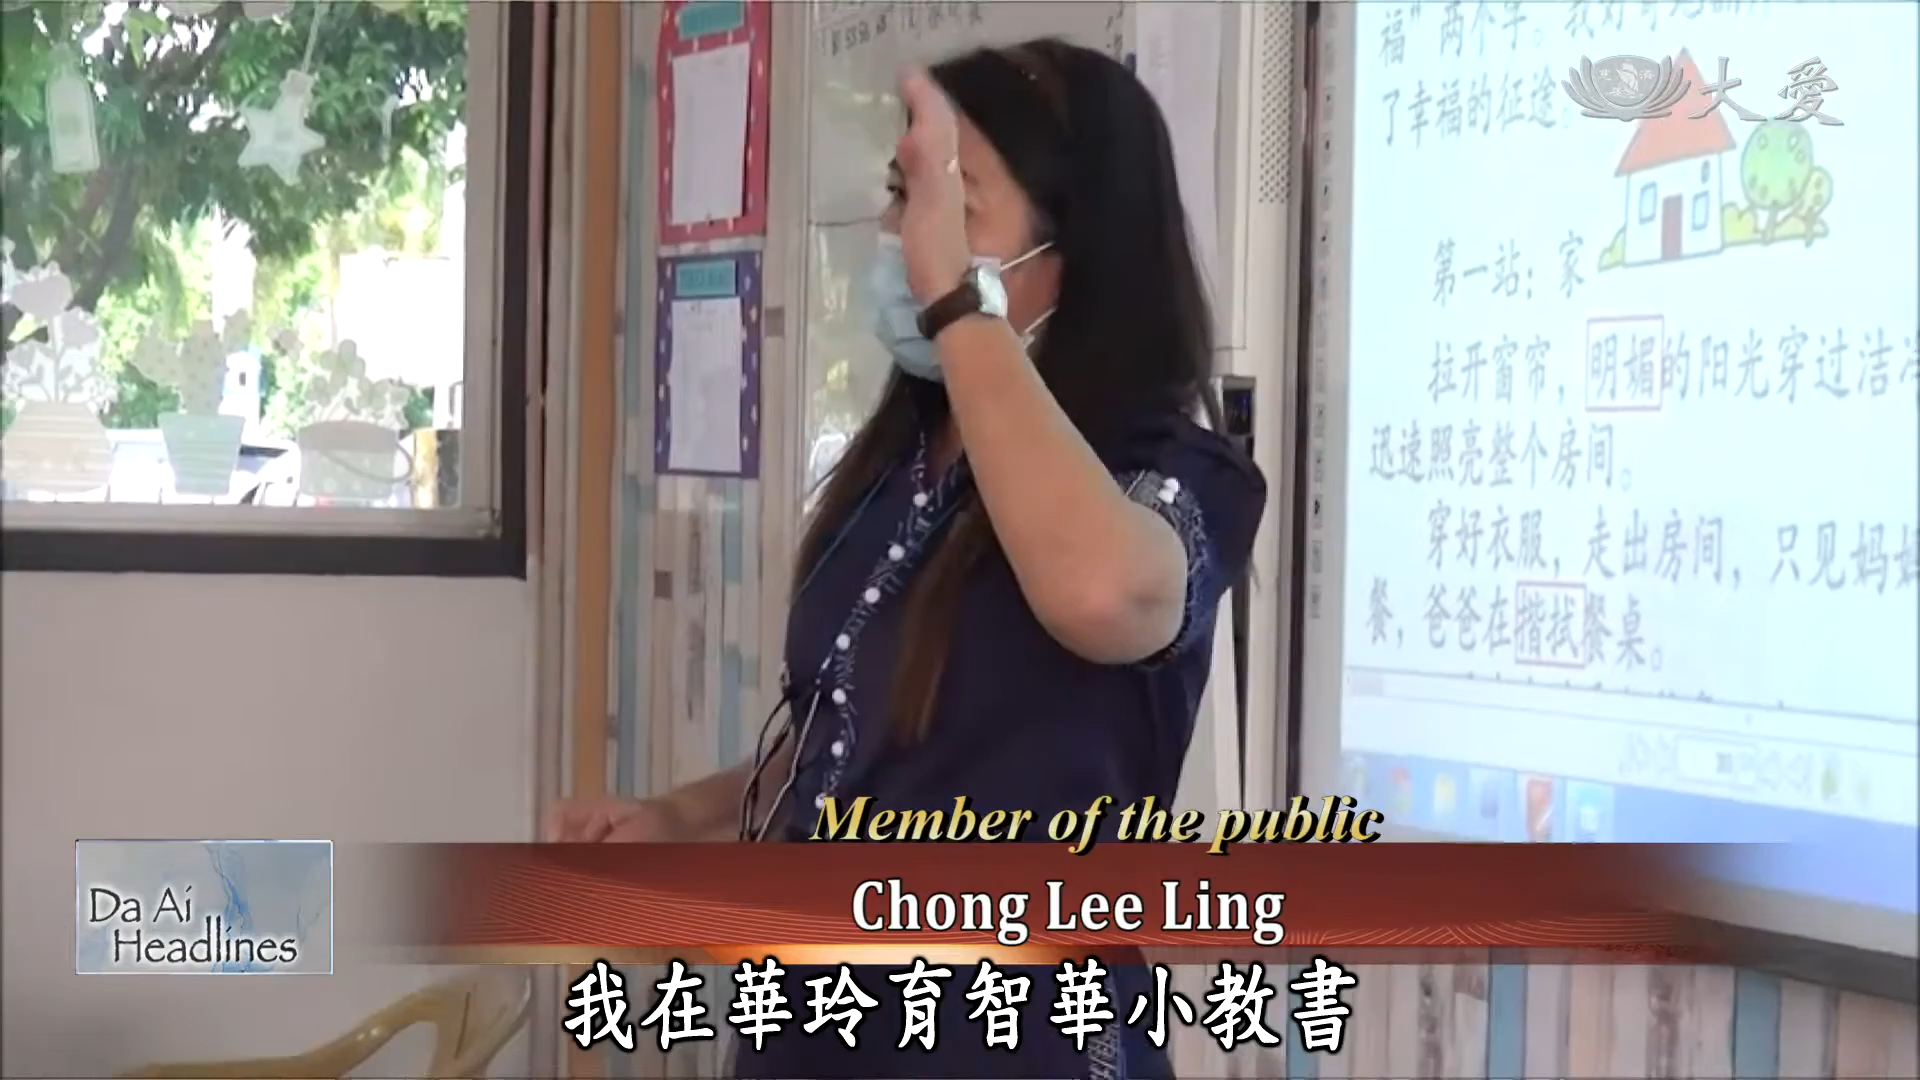 福”两个字。我好
了幸福的征途。
大愛
第一站：家
拉开窗帘，明媚的阳光穿过洁
迅速照亮整个房间。
穿好衣服，走出房间，只见妈妈
餐，爸爸在揩拭餐桌。
Member of the public
Chong Lee Ling
Da Ai
Headlines
我在華玲育智華小教書